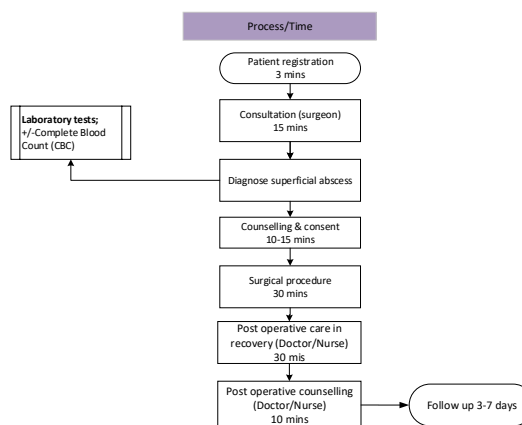 Process/Time
Patient registration
3 mins
Laboratory tests;
+/-Complete Blood
Count (CBC)
Consultation (surgeon)
15 mins
Diagnose superficial abscess
Counselling & consent
10-15 mins
Surgical procedure
30 mins
Post operative care in
recovery (Doctor/Nurse)
30 mis
Post operative counselling
(Doctor/Nurse)
10 mins
Follow up 3-7 days